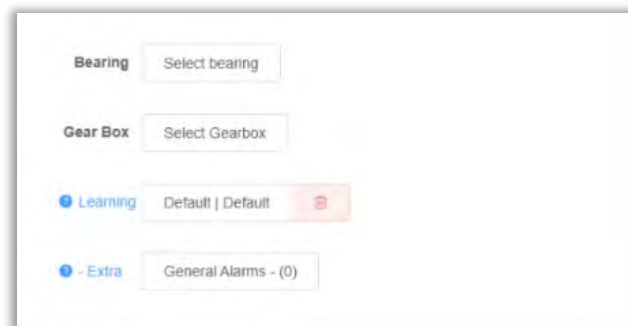 Bearing Select bearing
Gear Box Select Gearbox
Learning Default | Default
- Extra General Alarms - (0)